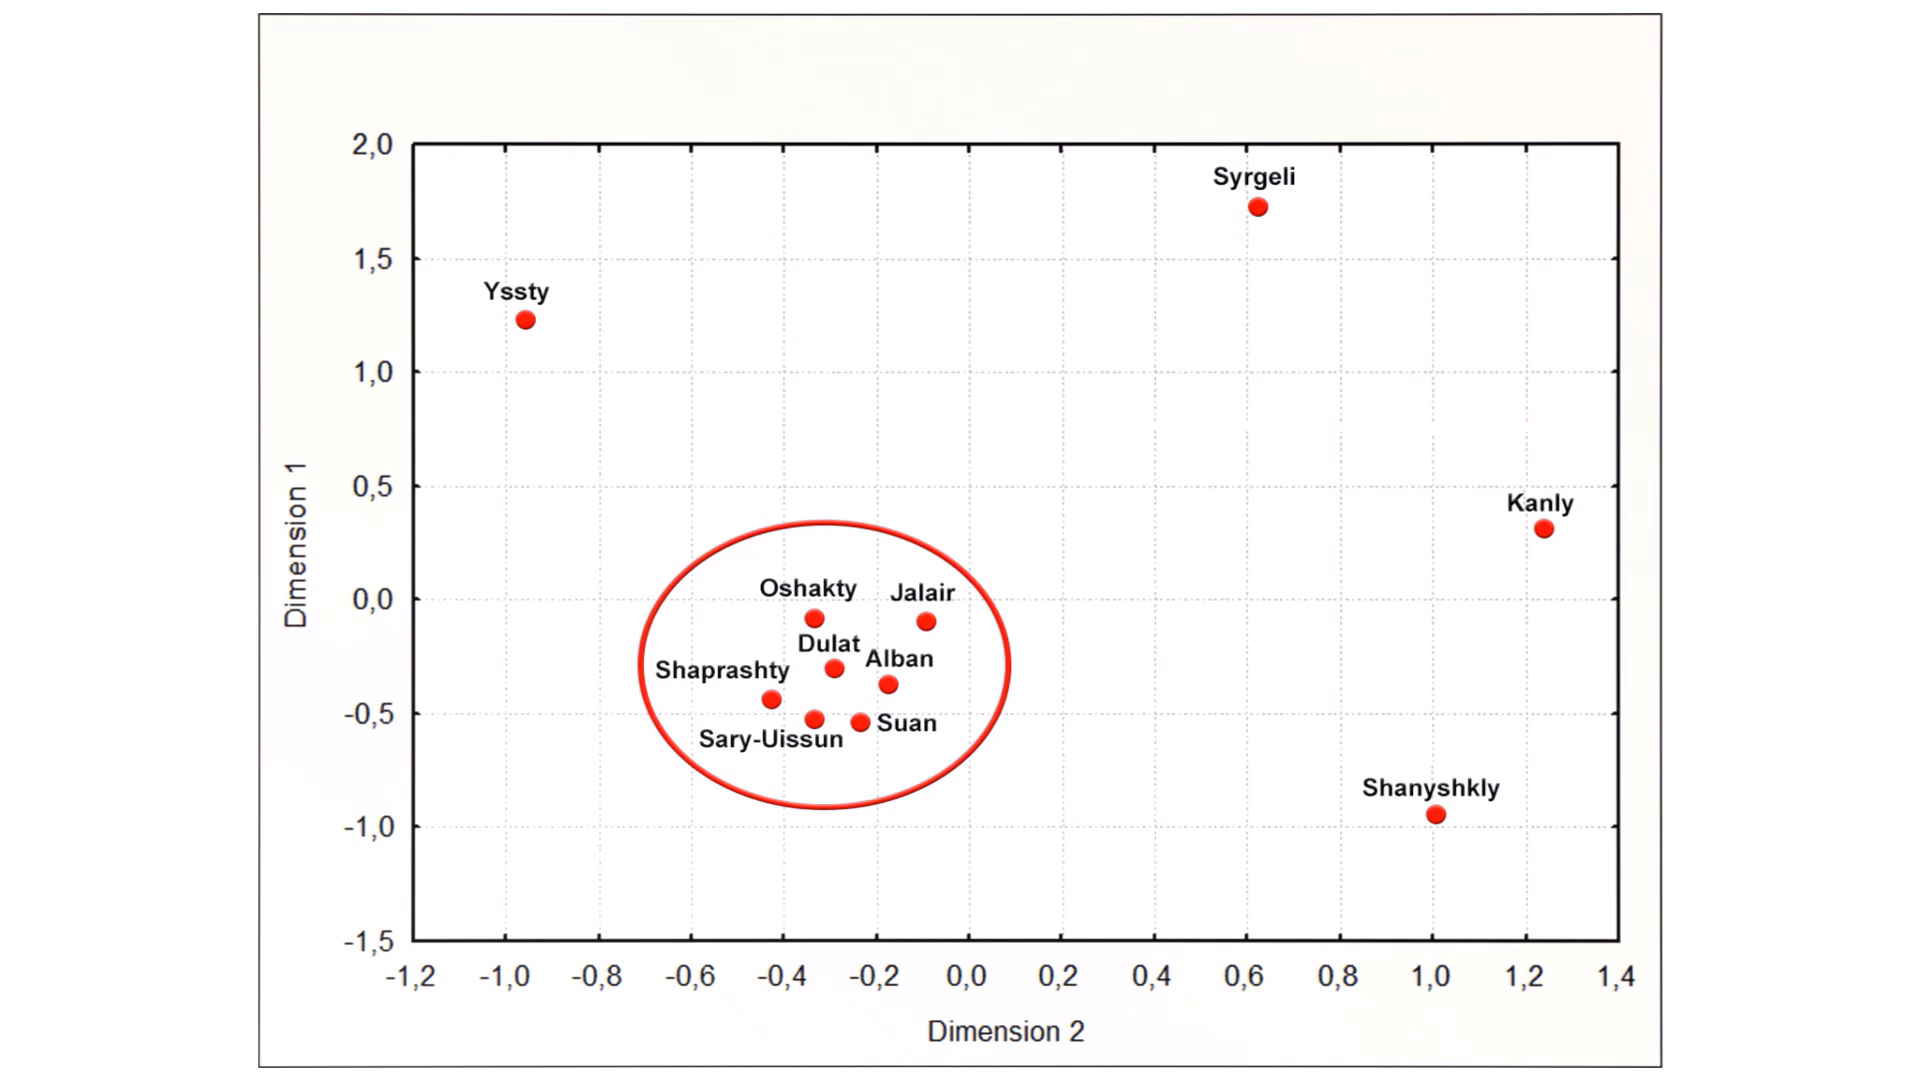 2,0
Syrgeli
1,5
Yssty
1,0
0,5
Kanly
Dimension 1
0,0
Oshakty
Jalair
Dulat
Alban
Shaprashty
-0,5
Suan
Sary-Uissun
Shanyshkly
-1,0
-1,5
-1,2 -1,0 -0,8 -0,6 -0,4 -0,2 0,0 0,2 0,4 0,6 0,8 1,0 1,2 1,4
Dimension 2